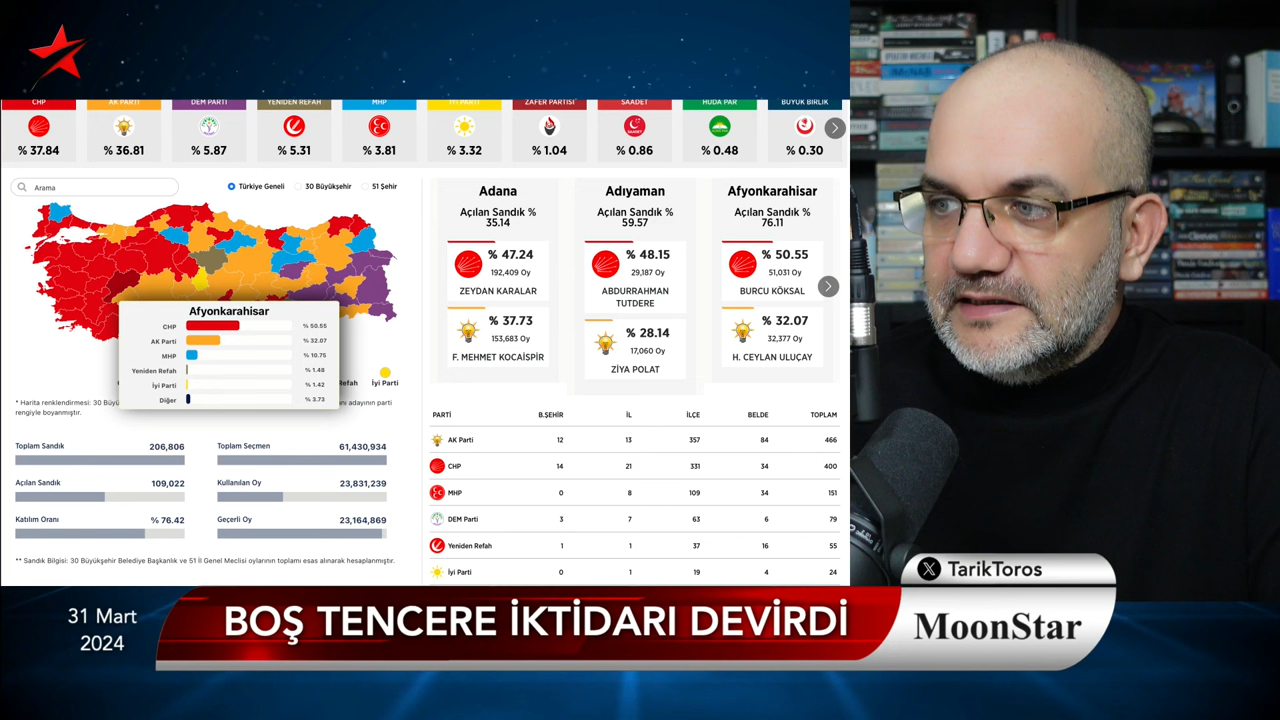 CHP AK PARTİ DEM PARTİ YENİDEN REFAH MHP İYİ PARTİ ZAFER PARTİSİ SAADET HÜDA PAR BÜYÜK BİRLİK
% 37.84 % 36.81 % 5.87 % 5.31 % 3.81 % 3.32 % 1.04 % 0.86 % 0.48 % 0.30
Arama
Türkiye Geneli 30 Büyükşehir 51 Şehir
Afyonkarahisar
CHP % 50.55
AK Parti % 32.07
MHP % 10.75
Yeniden Refah % 1.48
İyi Parti % 1.42
Diğer % 3.73
Refah İyi Parti
* Harita renklendirmesi: 30 Büyü
anı adayının parti
rengiyle boyanmıştır.
Toplam Sandık 206,806
Toplam Seçmen 61,430,934
Açılan Sandık 109,022
Kullanılan Oy 23,831,239
Katılım Oranı % 76.42
Geçerli Oy 23,164,869
** Sandık Bilgisi: 30 Büyükşehir Belediye Başkanlık ve 51 İl Genel Meclisi oylarının toplamı esas alınarak hesaplanmıştır.
Adana
Açılan Sandık %
35.14
% 47.24
192,409 Oy
ZEYDAN KARALAR
% 37.73
153,683 Oy
F. MEHMET KOCAİSPİR
Adıyaman
Açılan Sandık %
59.57
% 48.15
29,187 Oy
ABDURRAHMAN
TUTDERE
% 28.14
17,060 Oy
ZİYA POLAT
Afyonkarahisar
Açılan Sandık %
76.11
% 50.55
51,031 Oy
BURCU KÖKSAL
% 32.07
32,377 Oy
H. CEYLAN ULUÇAY
PARTİ B.ŞEHİR İL İLÇE BELDE TOPLAM
AK Parti 12 13 357 84 466
CHP 14 21 331 34 400
MHP 0 8 109 34 151
DEM Parti 3 7 63 6 79
Yeniden Refah 1 1 37 16 55
İyi Parti 0 1 19 4 24
TarikToros
31 Mart
2024
BOŞ TENCERE İKTİDARI DEVİRDİ
MoonStar